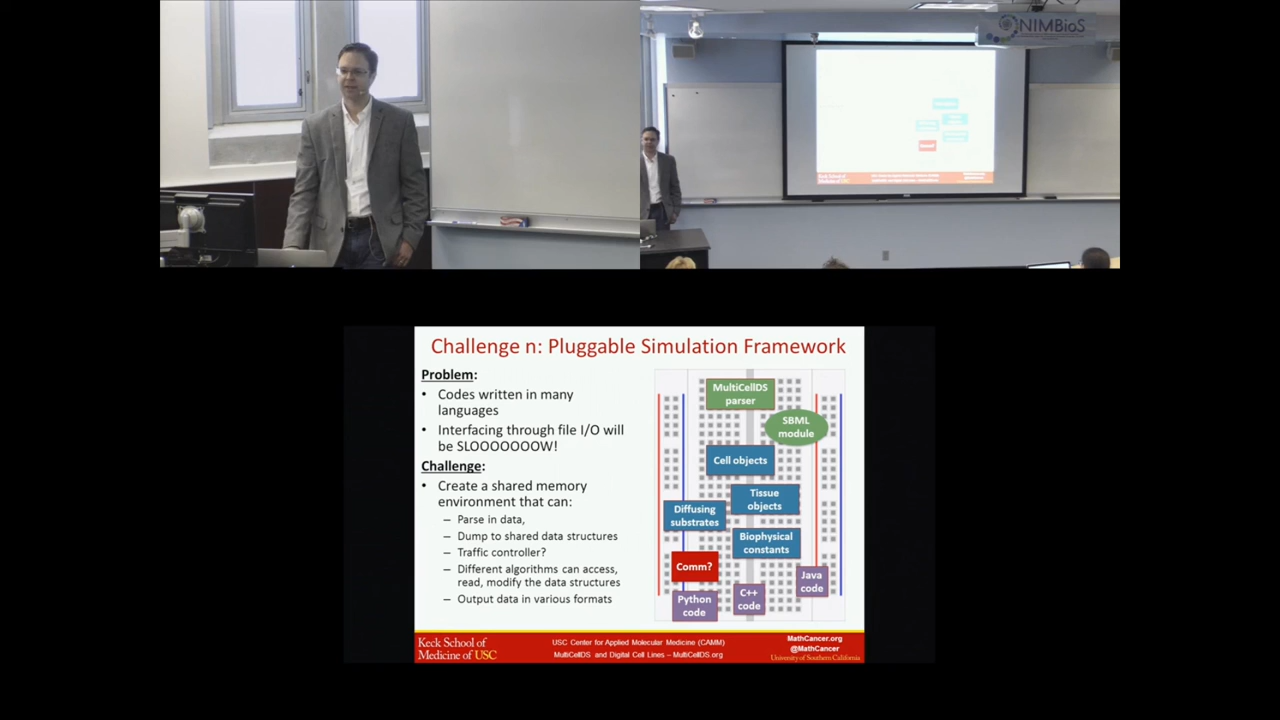 NIMBioS
Challenge n: Pluggable Simulation Framework
Problem:
• Codes written in many
languages
• Interfacing through file I/O will
be SLOOOOOOOW!
Challenge:
• Create a shared memory
environment that can:
– Parse in data,
– Dump to shared data structures
– Traffic controller?
– Different algorithms can access,
read, modify the data structures
– Output data in various formats
MultiCellDS
parser
SBML
module
Cell objects
Tissue
objects
Diffusing
substrates
Biophysical
constants
Comm?
Java
code
C++
code
Python
code
Keck School of
Medicine of USC
USC Center for Applied Molecular Medicine (CAMM)
MultiCellDS and Digital Cell Lines – MultiCellDS.org
MathCancer.org
@MathCancer
University of Southern California